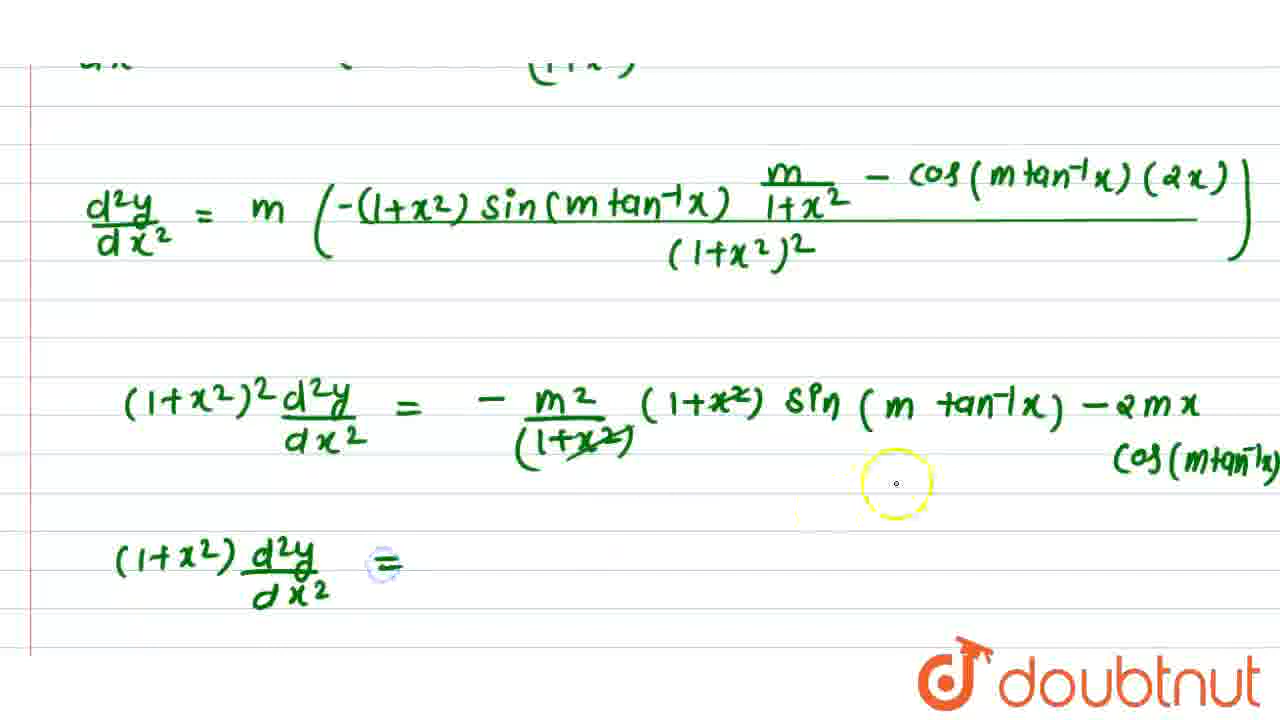 d²y/dx² = m ( -(1+x²) sin(m tan⁻¹x) m/1+x² - cos(m tan⁻¹x)(2x) / (1+x²)² )
(1+x²)² d²y/dx² = - m²/(1+x²) (1+x²) sin (m tan⁻¹x) - 2mx
cos(m tan⁻¹x)
(1+x²) d²y/dx² =
doubtnut